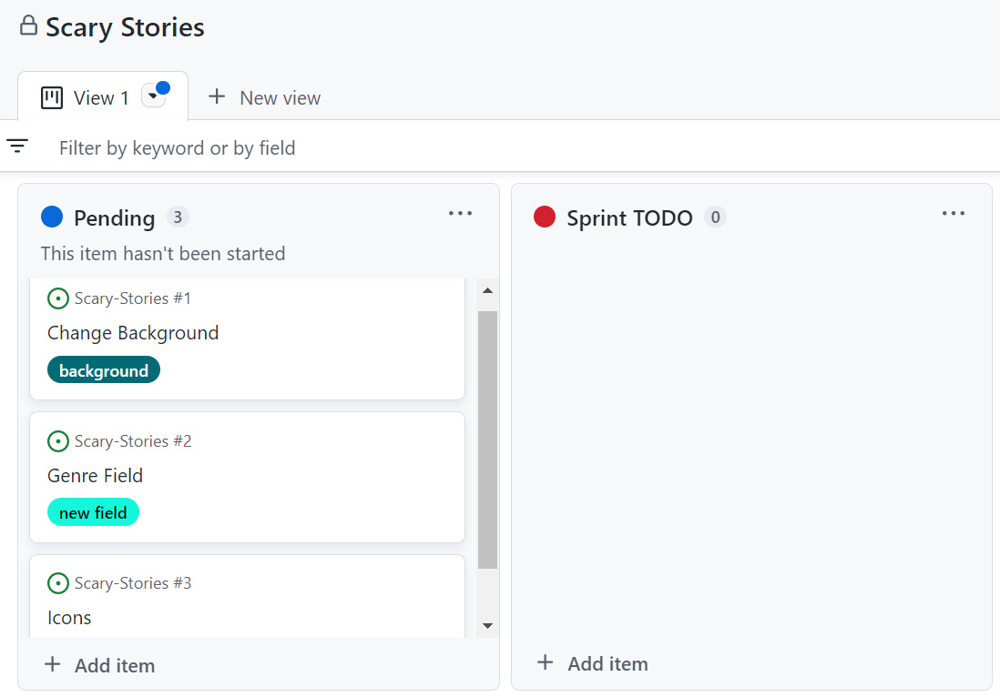 Scary Stories
View 1
New view
Filter by keyword or by field
Pending 3
This item hasn't been started
Scary-Stories #1
Change Background
background
Scary-Stories #2
Genre Field
new field
Scary-Stories #3
Icons
Add item
Sprint TODO 0
Add item